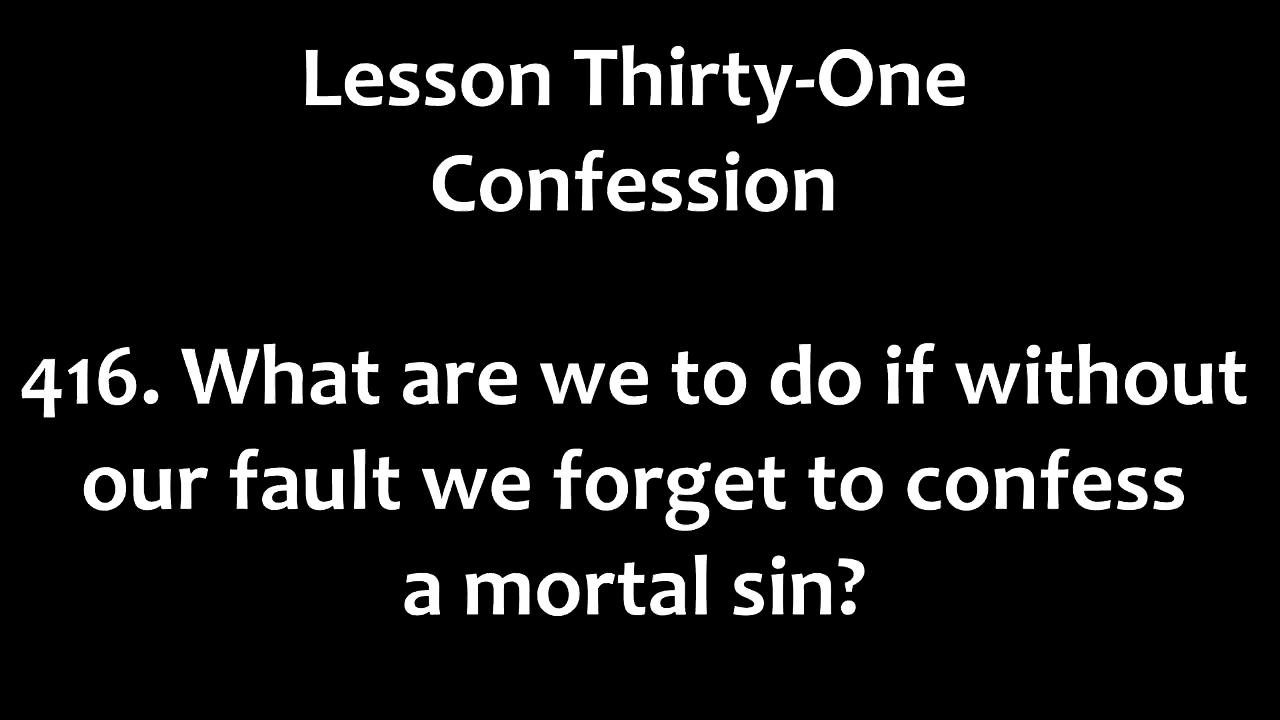 Lesson Thirty-One
Confession
416. What are we to do if without
our fault we forget to confess
a mortal sin?